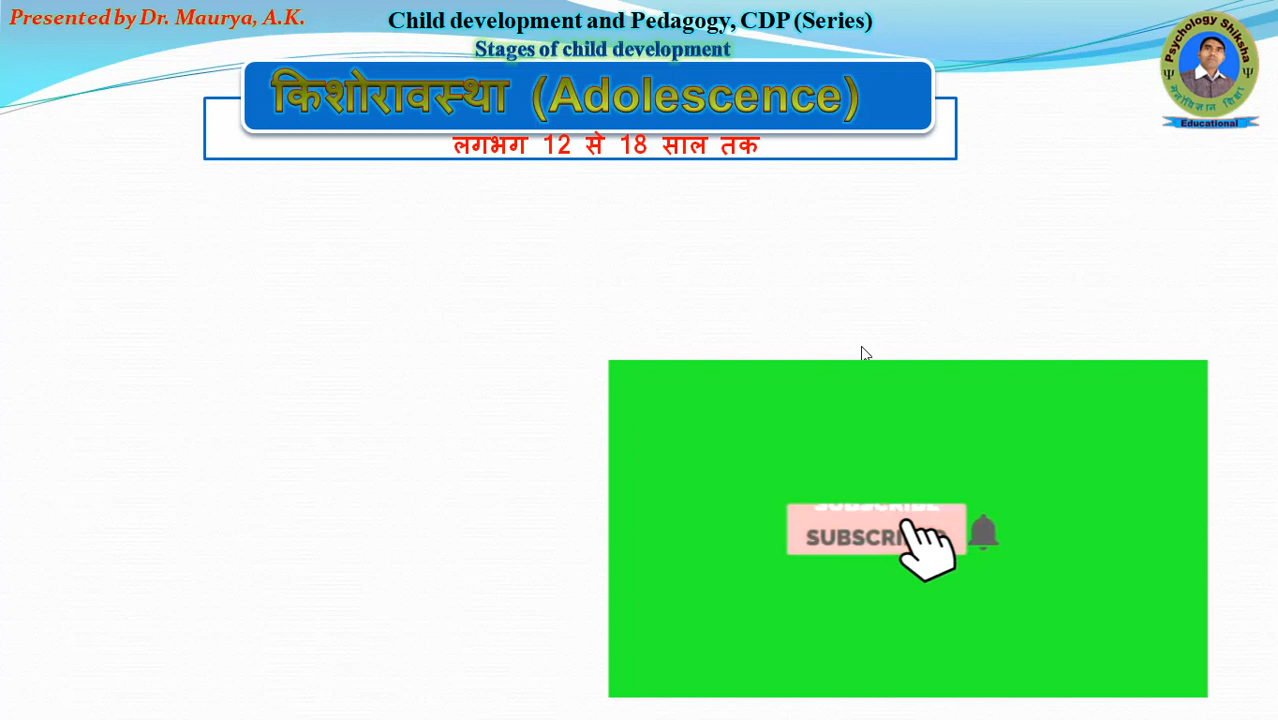 Presented by Dr. Maurya, A.K.
Child development and Pedagogy, CDP (Series)
Stages of child development
किशोरावस्था (Adolescence)
लगभग 12 से 18 साल तक
Psychology Shiksha
Ψ Ψ
मनोविज्ञान शिक्षा
Educational
SUBSCRIBE